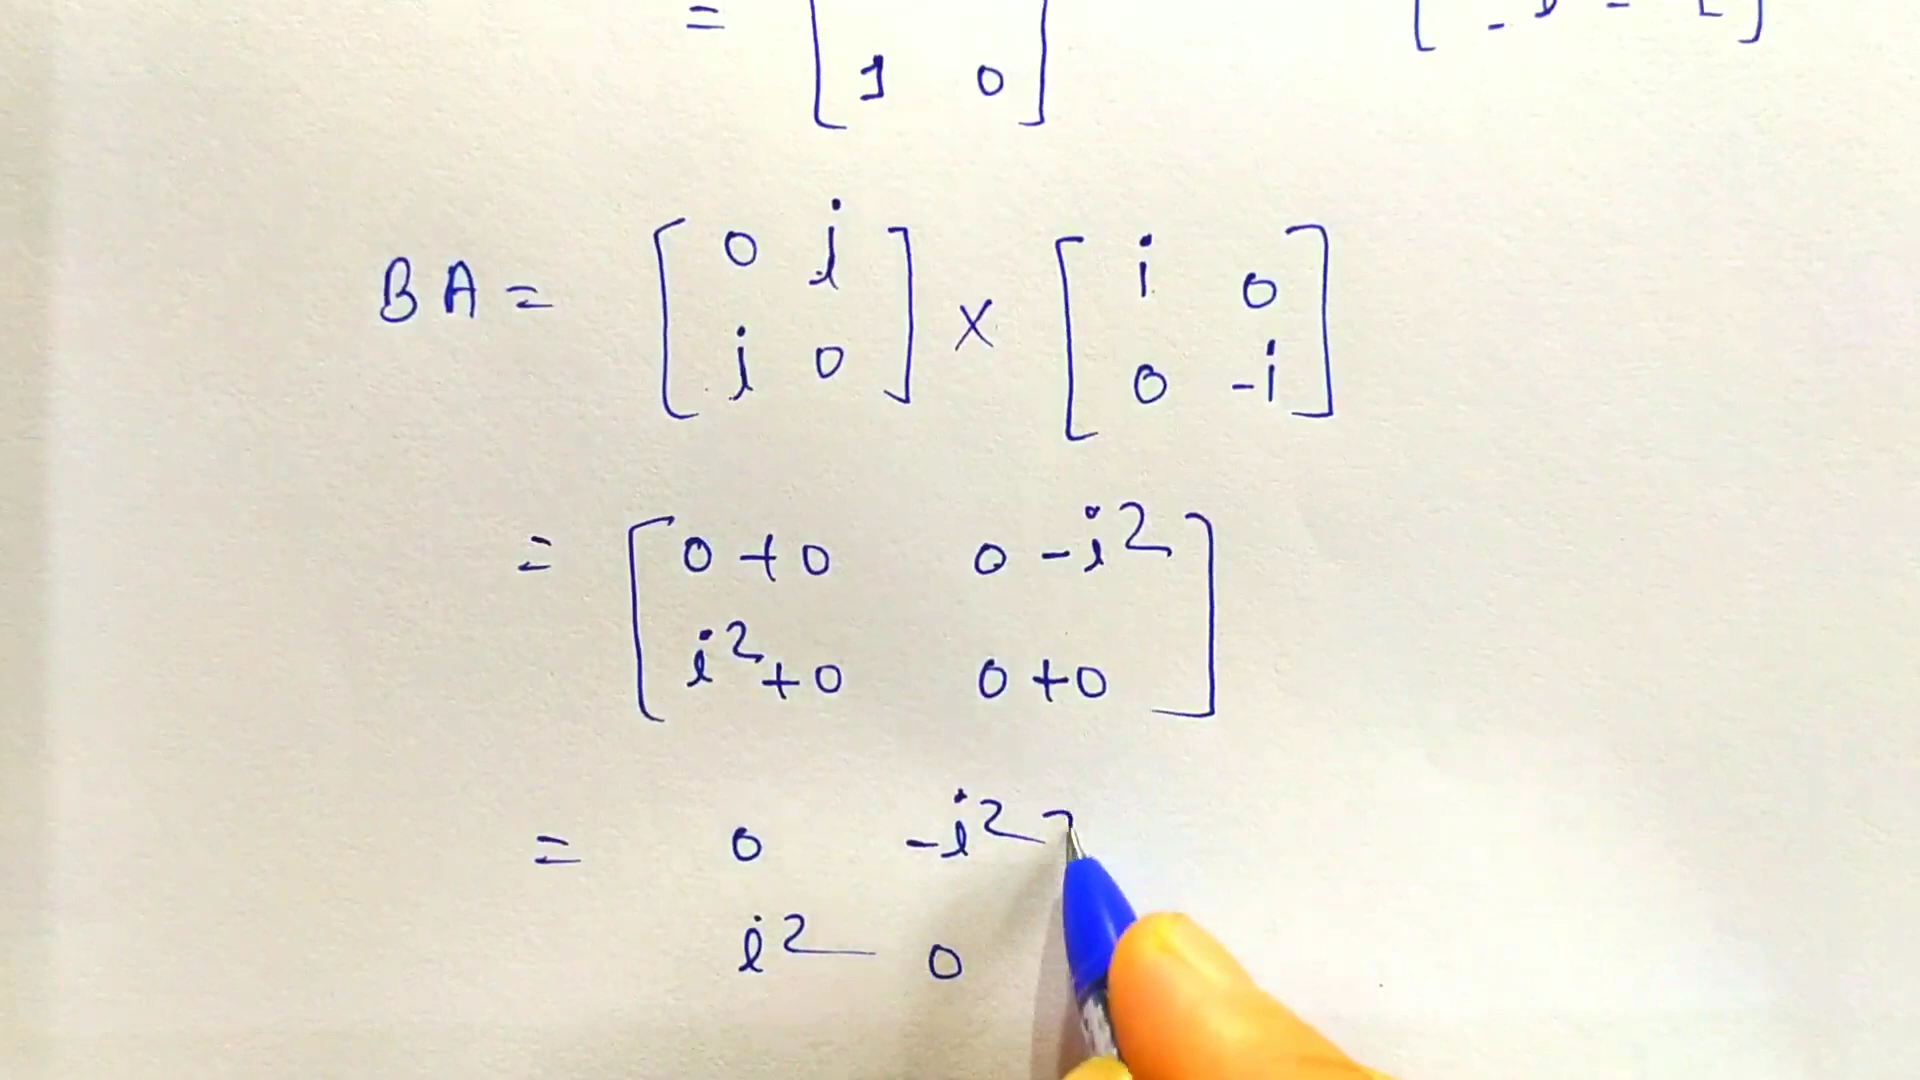 =
1 0
BA = [ 0 i ] × [ i 0 ]
[ i 0 ] [ 0 -i ]
= [ 0 + 0 0 - i² ]
[ i² + 0 0 + 0 ]
= 0 -i² ]
i² 0